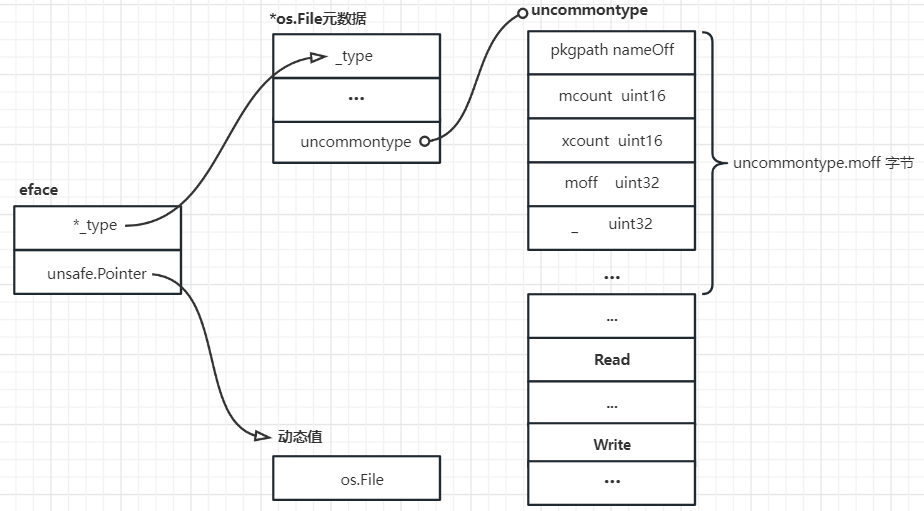 *os.File元数据
_type
...
uncommontype
eface
*_type
unsafe.Pointer
动态值
os.File
uncommontype
pkgpath nameOff
mcount uint16
xcount uint16
moff uint32
_ uint32
...
...
Read
...
Write
...
uncommontype.moff 字节